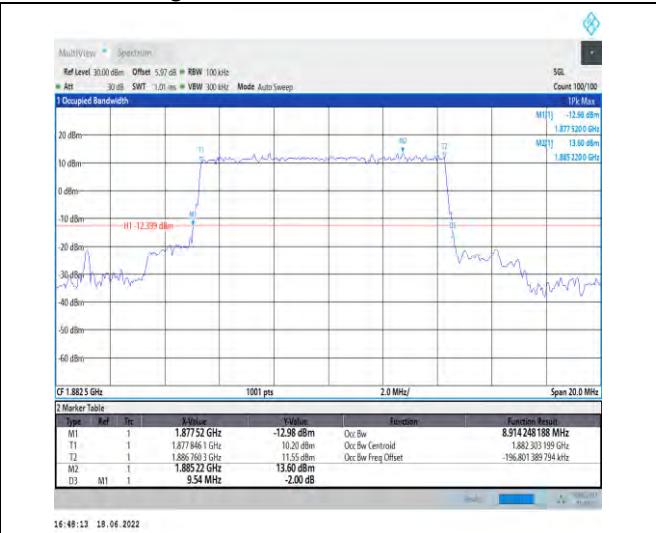 MultiView Spectrum
Ref Level 30.00 dBm Offset 5.97 dB RBW 100 kHz SGL
Att 30 dB SWT 1.01 ms VBW 300 kHz Mode Auto Sweep Count 100/100
1 Occupied Bandwidth 1Pk Max
M1[1] -12.98 dBm
1.877 520 0 GHz
20 dBm M2[1] 13.60 dBm
1.885 220 0 GHz
T1 M2 T2
10 dBm
0 dBm
-10 dBm M1
H1 -12.399 dBm D3
-20 dBm
-30 dBm
-40 dBm
-50 dBm
-60 dBm
CF 1.882 5 GHz 1001 pts 2.0 MHz/ Span 20.0 MHz
2 Marker Table
Type Ref Trc X-Value Y-Value Function Function Result
M1 1 1.877 52 GHz -12.98 dBm Occ Bw 8.914 248 188 MHz
T1 1 1.877 846 1 GHz 10.20 dBm Occ Bw Centroid 1.882 303 199 GHz
T2 1 1.886 760 3 GHz 11.55 dBm Occ Bw Freq Offset -196.801 389 794 kHz
M2 1 1.885 22 GHz 13.60 dBm
D3 M1 1 9.54 MHz -2.00 dB
16:48:13 18.06.2022